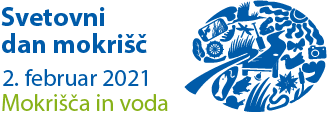 Svetovni
dan mokrišč
2. februar 2021
Mokrišča in voda